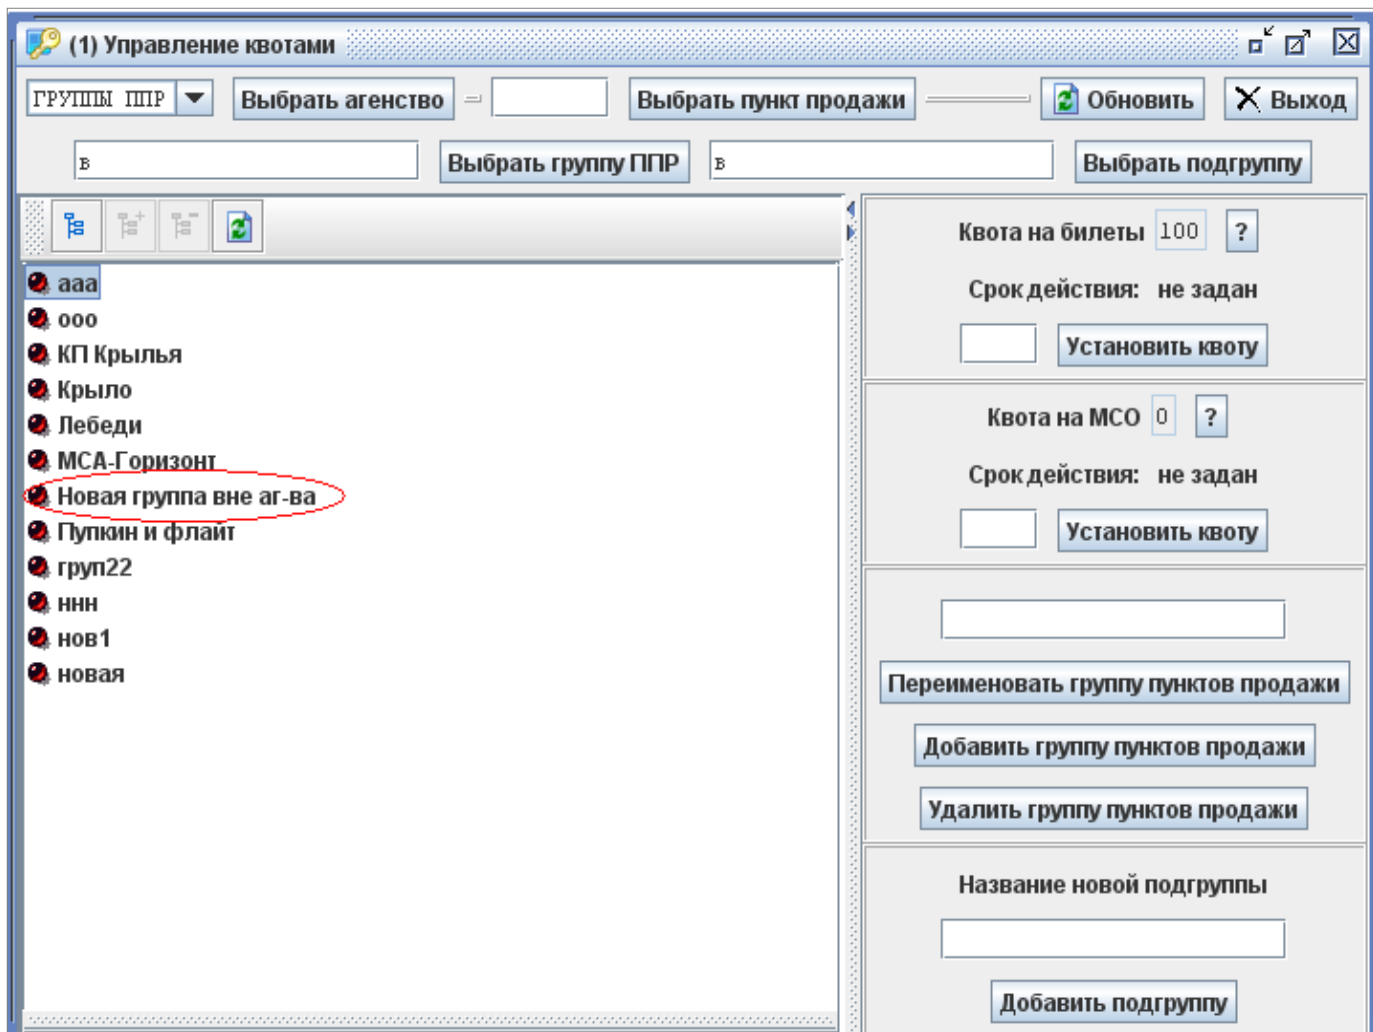 (1) Управление квотами
ГРУППЫ ППР Выбрать агенство Выбрать пункт продажи Обновить Выход
в Выбрать группу ППР в Выбрать подгруппу
Квота на билеты 100 ?
Срок действия: не задан
Установить квоту
Квота на МСО 0 ?
Срок действия: не задан
Установить квоту
Переименовать группу пунктов продажи
Добавить группу пунктов продажи
Удалить группу пунктов продажи
Название новой подгруппы
Добавить подгруппу
ааа
ооо
КП Крылья
Крыло
Лебеди
МСА-Горизонт
Новая группа вне аг-ва
Пупкин и флайт
груп22
ннн
нов1
новая